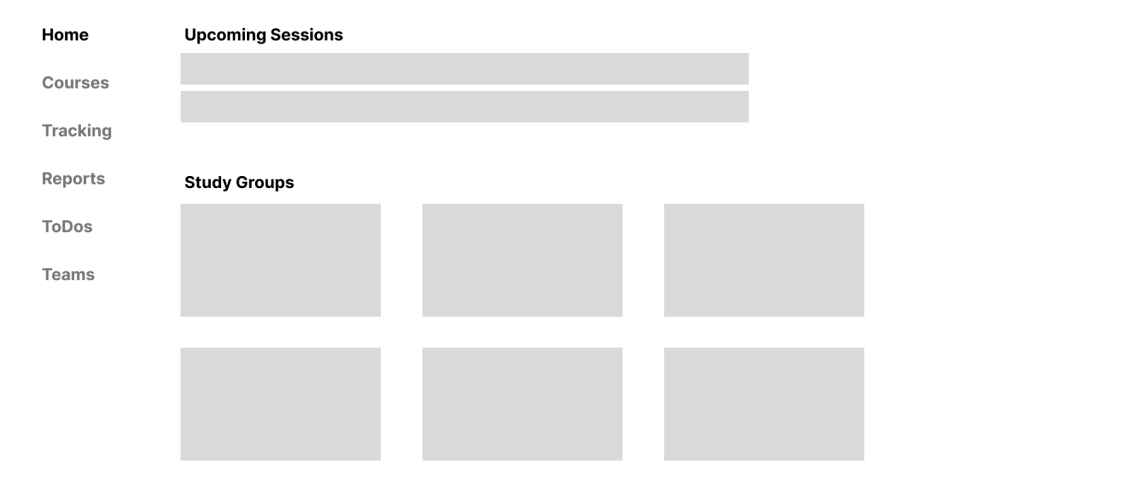 Home
Courses
Tracking
Reports
ToDos
Teams
Upcoming Sessions
Study Groups